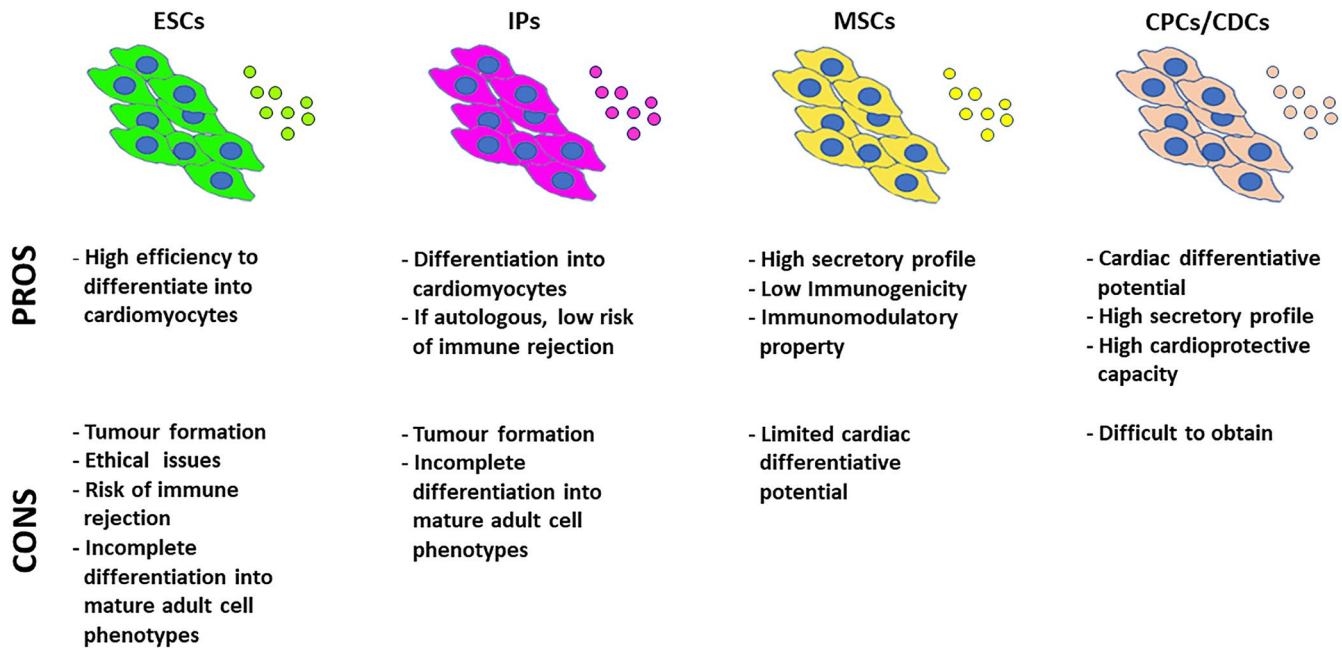 ESCs
IPs
MSCs
CPCs/CDCs
PROS
- High efficiency to
differentiate into
cardiomyocytes
- Differentiation into
cardiomyocytes
- If autologous, low risk
of immune rejection
- High secretory profile
- Low Immunogenicity
- Immunomodulatory
property
- Cardiac differentiative
potential
- High secretory profile
- High cardioprotective
capacity
CONS
- Tumour formation
- Ethical issues
- Risk of immune
rejection
- Incomplete
differentiation into
mature adult cell
phenotypes
- Tumour formation
- Incomplete
differentiation into
mature adult cell
phenotypes
- Limited cardiac
differentiative
potential
- Difficult to obtain